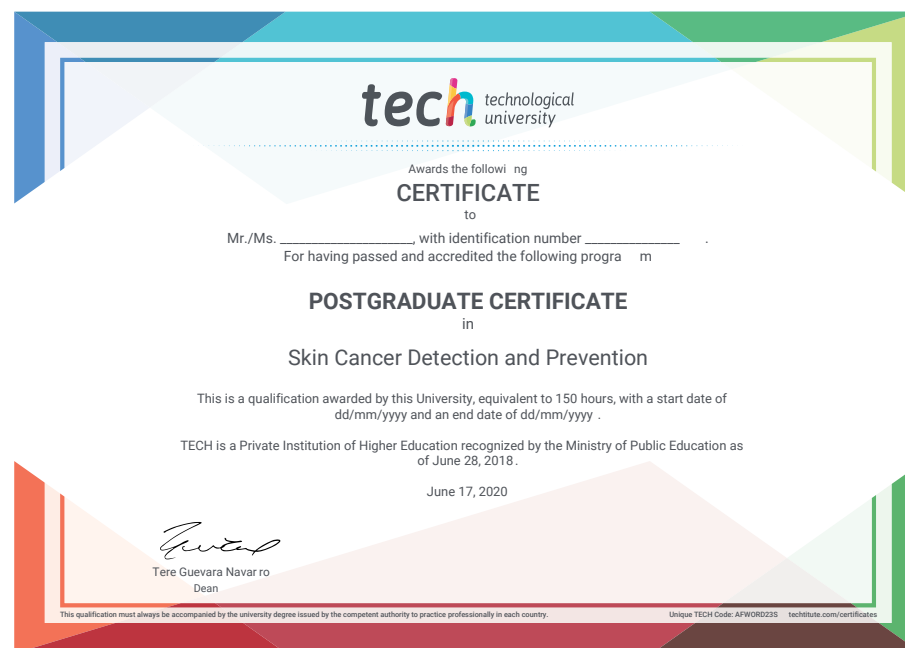 tech technological
university
Awards the followi ng
CERTIFICATE
to
Mr./Ms. ____________________, with identification number ______________ .
For having passed and accredited the following progra m
POSTGRADUATE CERTIFICATE
in
Skin Cancer Detection and Prevention
This is a qualification awarded by this University, equivalent to 150 hours, with a start date of
dd/mm/yyyy and an end date of dd/mm/yyyy .
TECH is a Private Institution of Higher Education recognized by the Ministry of Public Education as
of June 28, 2018.
June 17, 2020
Tere Guevara Navar ro
Dean
This qualification must always be accompanied by the university degree issued by the competent authority to practice professionally in each country. Unique TECH Code: AFWORD23S techtitute.com/certificates